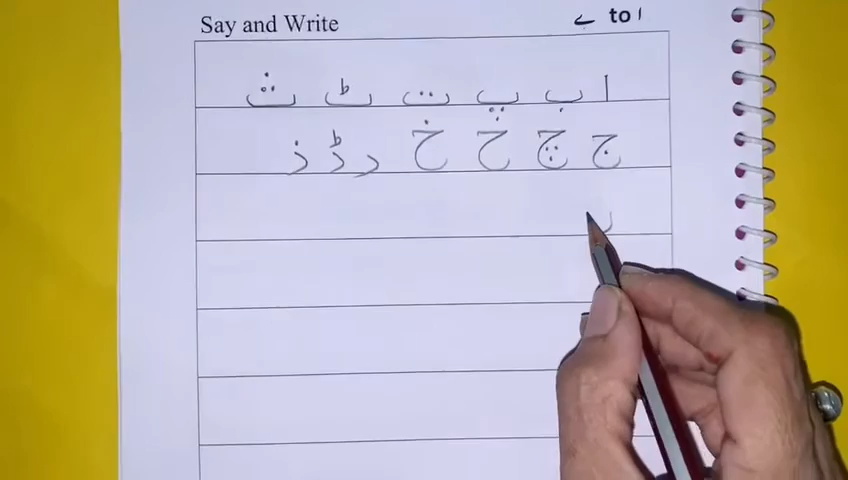 Say and Write ے to ا
ا ب پ ت ٹ ث
ج چ ح خ د ڈ ذ
ر